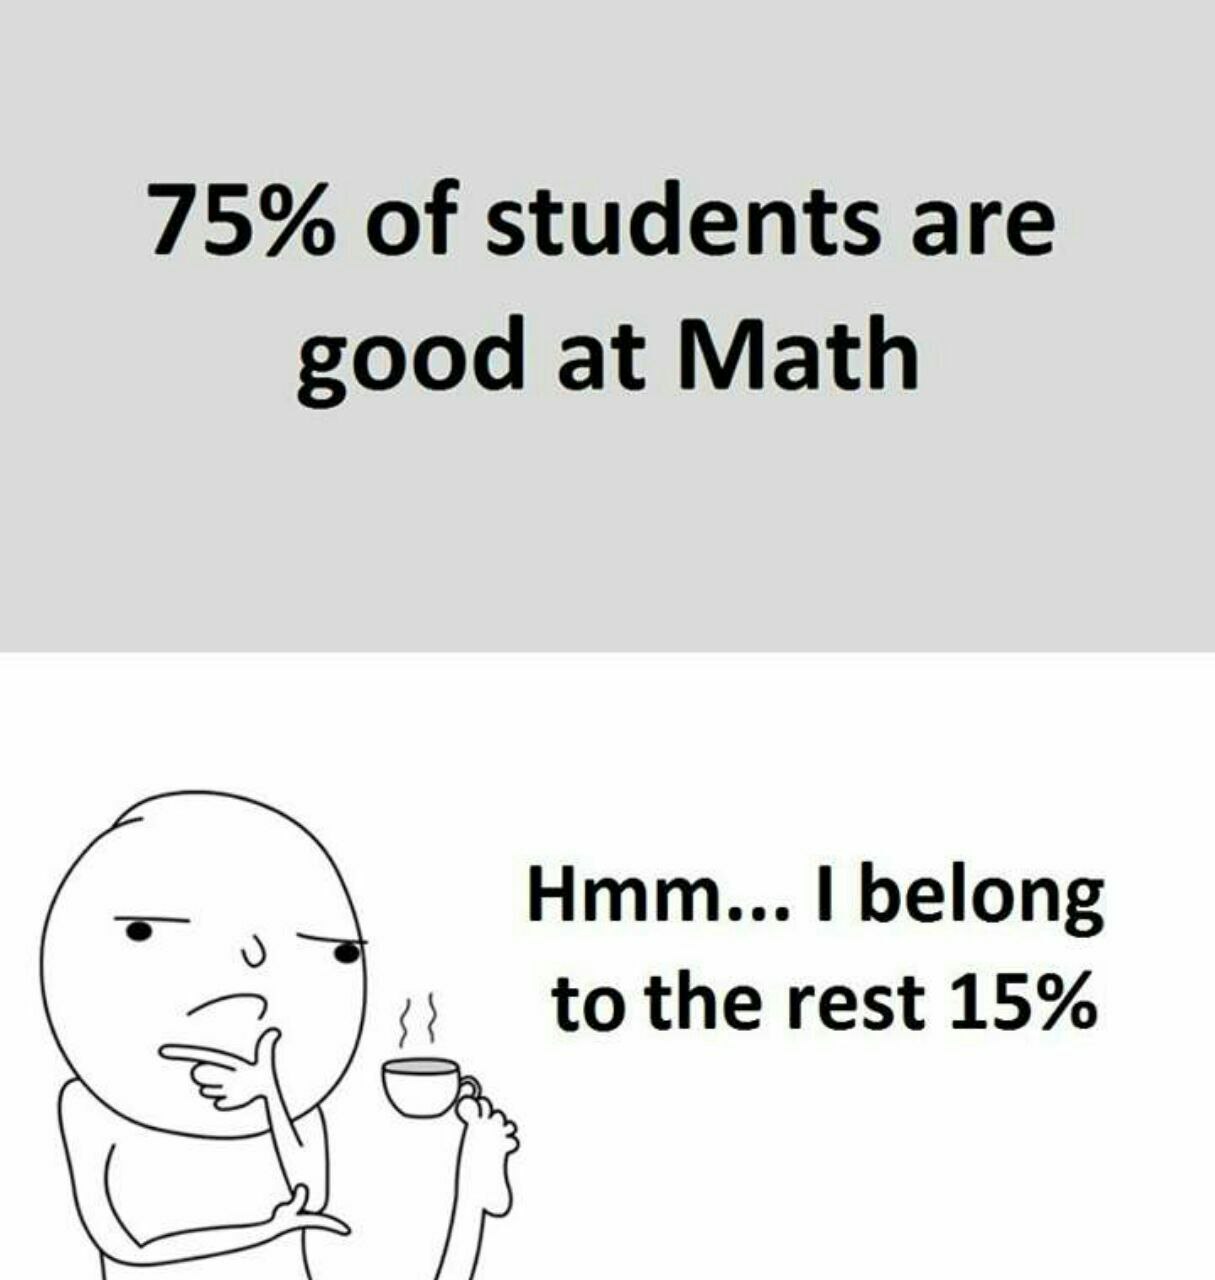 75% of students are
good at Math
Hmm... I belong
to the rest 15%